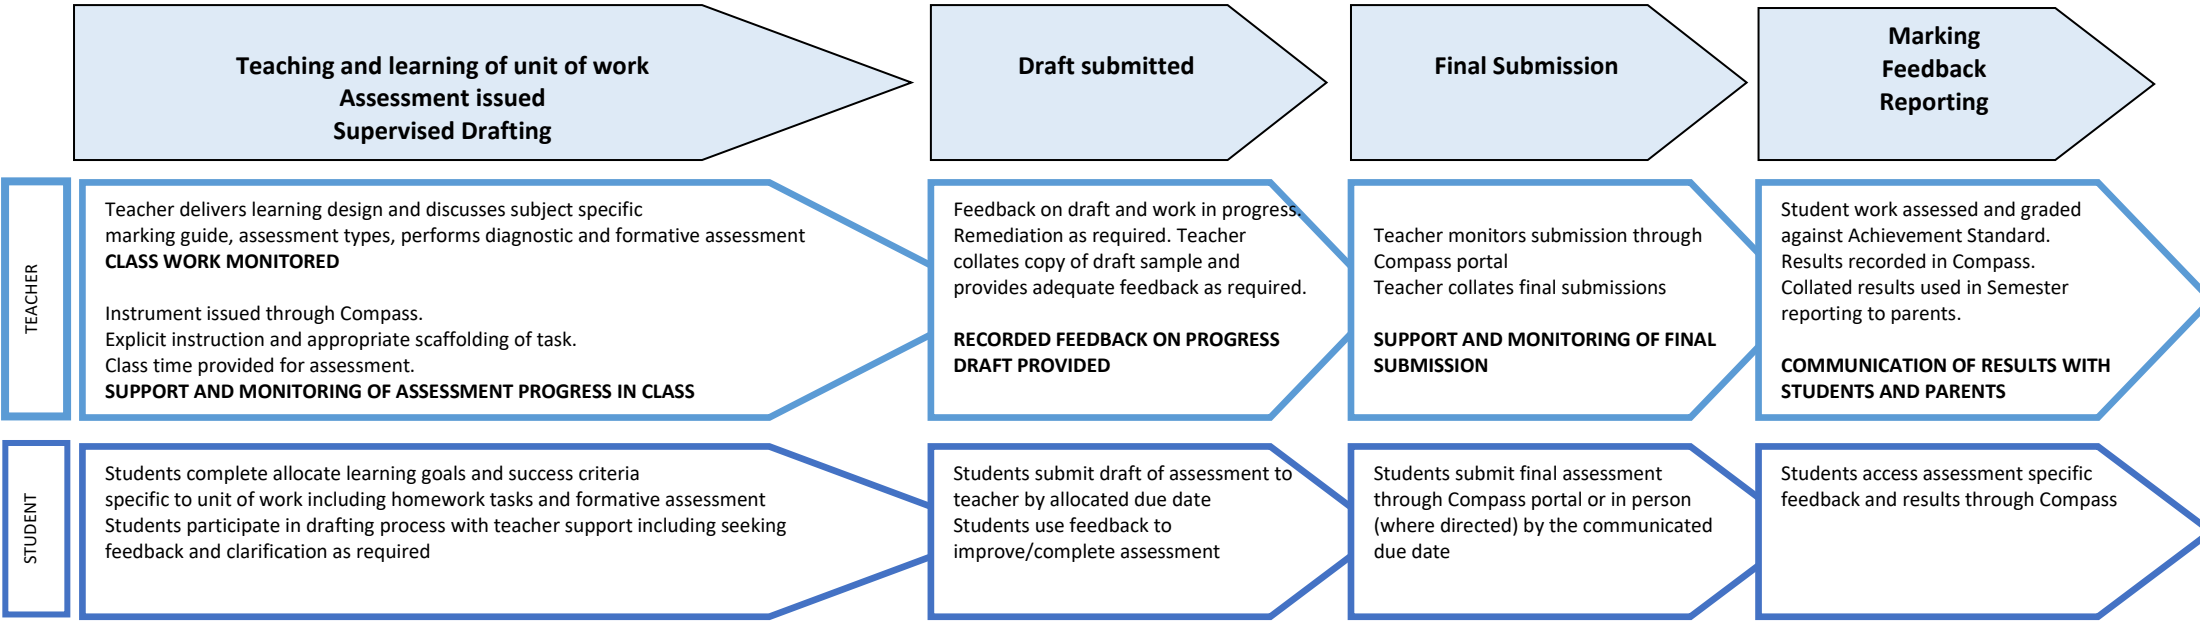 Teaching and learning of unit of work
Assessment issued
Supervised Drafting
Draft submitted
Final Submission
Marking
Feedback
Reporting
TEACHER
Teacher delivers learning design and discusses subject specific
marking guide, assessment types, performs diagnostic and formative assessment
CLASS WORK MONITORED
Instrument issued through Compass.
Explicit instruction and appropriate scaffolding of task.
Class time provided for assessment.
SUPPORT AND MONITORING OF ASSESSMENT PROGRESS IN CLASS
Feedback on draft and work in progress.
Remediation as required. Teacher
collates copy of draft sample and
provides adequate feedback as required.
RECORDED FEEDBACK ON PROGRESS
DRAFT PROVIDED
Teacher monitors submission through
Compass portal
Teacher collates final submissions
SUPPORT AND MONITORING OF FINAL
SUBMISSION
Student work assessed and graded
against Achievement Standard.
Results recorded in Compass.
Collated results used in Semester
reporting to parents.
COMMUNICATION OF RESULTS WITH
STUDENTS AND PARENTS
STUDENT
Students complete allocate learning goals and success criteria
specific to unit of work including homework tasks and formative assessment
Students participate in drafting process with teacher support including seeking
feedback and clarification as required
Students submit draft of assessment to
teacher by allocated due date
Students use feedback to
improve/complete assessment
Students submit final assessment
through Compass portal or in person
(where directed) by the communicated
due date
Students access assessment specific
feedback and results through Compass